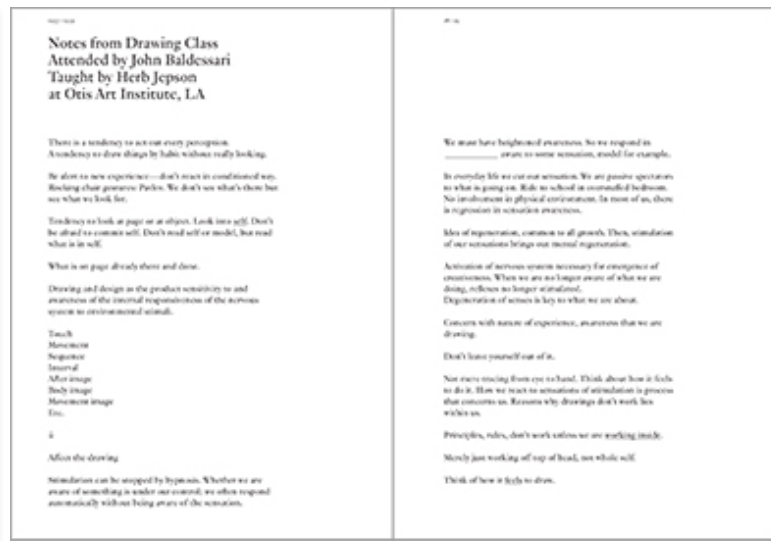 Notes from Drawing Class
Attended by John Baldessari
Taught by Herb Jepson
at Otis Art Institute, LA
There is a tendency to act out every perception.
A tendency to draw things by habit without really looking.
Be alert to new experience—don't react in conditioned way.
Rocking chair gestures: Pavlov. We don't see what's there but
see what we look for.
Tendency to look at page or at object. Look into self. Don't
be afraid to commit self. Don't read self or model, but read
what is in self.
What is on page already there and done.
Drawing and design as the product sensitivity to and
awareness of the internal responsiveness of the nervous
system to environmental stimuli.
Touch
Movement
Sequence
Interval
After image
Body image
Movement image
Etc.
Affect the drawing
Stimulation can be stopped by hypnosis. Whether we are
aware of something is under our control; we often respond
automatically without being aware of the sensation.
We must have heightened awareness. So we respond in
__________ aware to some sensation, model for example.
In everyday life we cut out sensation. We are passive spectators
to what is going on. Ride to school in overstuffed bedroom.
No involvement in physical environment. In most of us, there
is regression in sensation awareness.
Idea of regeneration, common to all growth. Then, stimulation
of our sensations brings out mental regeneration.
Activation of nervous system necessary for emergence of
creativeness. When we are no longer aware of what we are
doing, reflexes no longer stimulated.
Degeneration of senses is key to what we are about.
Concern with nature of experience, awareness that we are
drawing.
Don't leave yourself out of it.
Not mere tracing from eye to hand. Think about how it feels
to do it. How we react to sensations of stimulation is process
that concerns us. Reasons why drawings don't work lies
within us.
Principles, rules, don't work unless we are working inside.
Merely just working off top of head, not whole self.
Think of how it feels to draw.